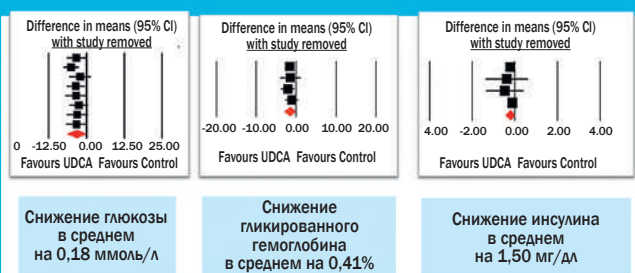 Difference in means (95% CI)
with study removed
0 -12.50 0.00 12.50 25.00
Favours UDCA Favours Control
Difference in means (95% CI)
with study removed
-20.00 -10.00 0.00 10.00 20.00
Favours UDCA Favours Control
Difference in means (95% CI)
with study removed
4.00 -2.00 0.00 2.00 4.00
Favours UDCA Favours Control
Снижение глюкозы
в среднем
на 0,18 ммоль/л
Снижение
гликированного
гемоглобина
в среднем на 0,41%
Снижение инсулина
в среднем
на 1,50 мг/дл